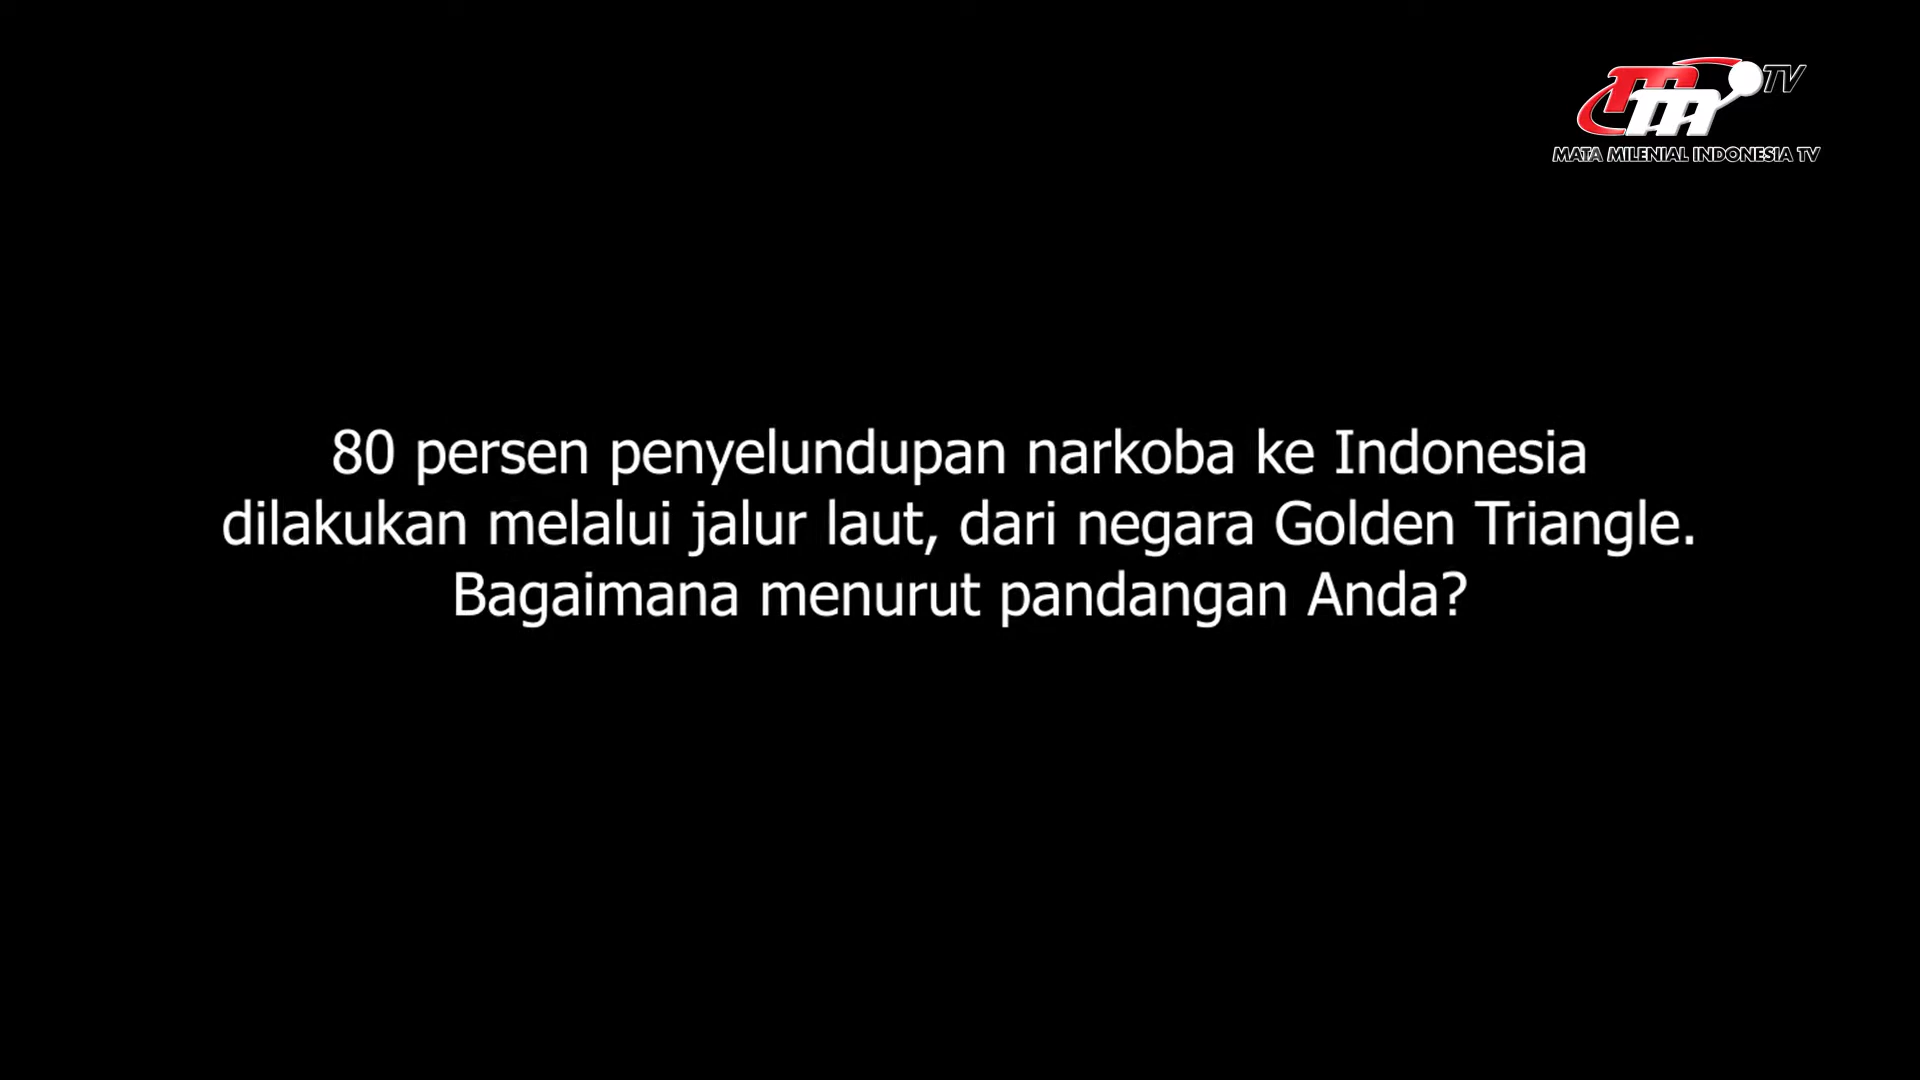 TV
MATA MILENIAL INDONESIA TV
80 persen penyelundupan narkoba ke Indonesia
dilakukan melalui jalur laut, dari negara Golden Triangle.
Bagaimana menurut pandangan Anda?